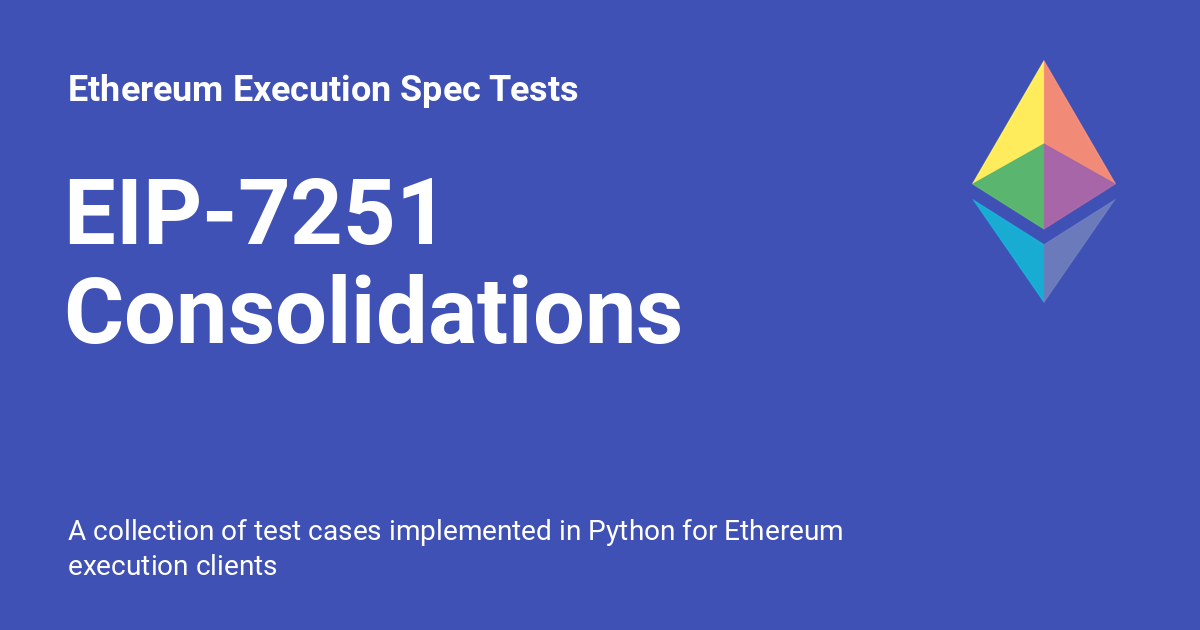 Ethereum Execution Spec Tests
EIP-7251
Consolidations
A collection of test cases implemented in Python for Ethereum
execution clients